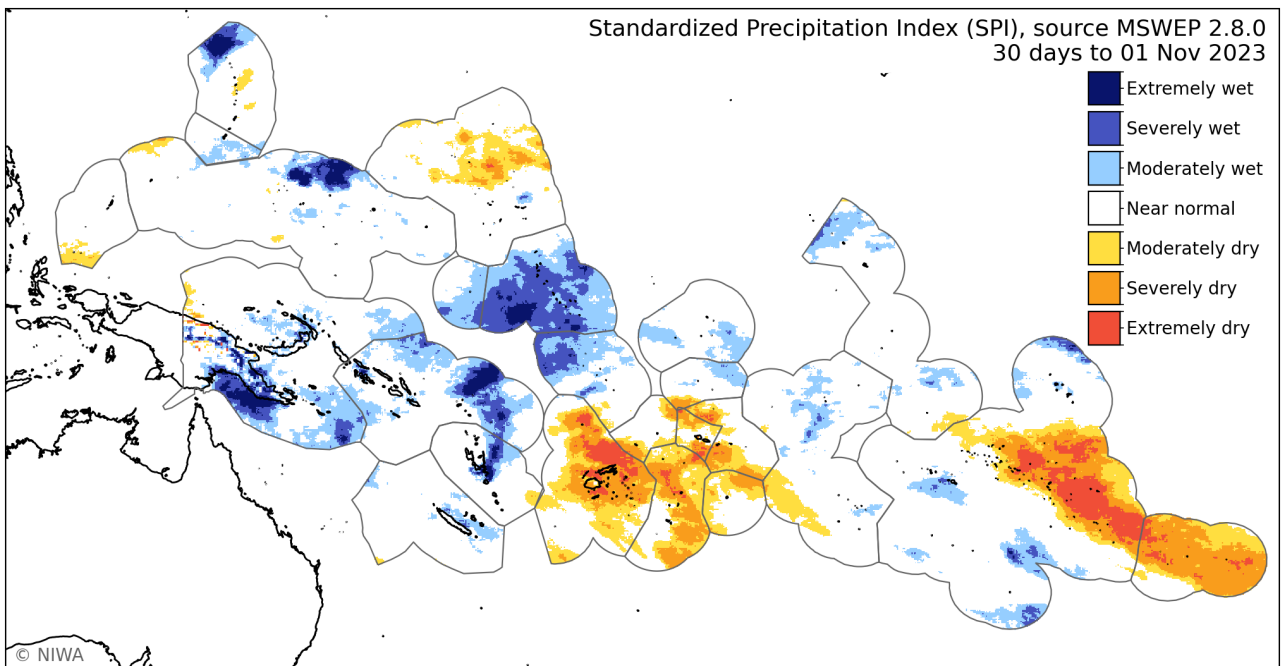 Standardized Precipitation Index (SPI), source MSWEP 2.8.0
30 days to 01 Nov 2023
Extremely wet
Severely wet
Moderately wet
Near normal
Moderately dry
Severely dry
Extremely dry
© NIWA